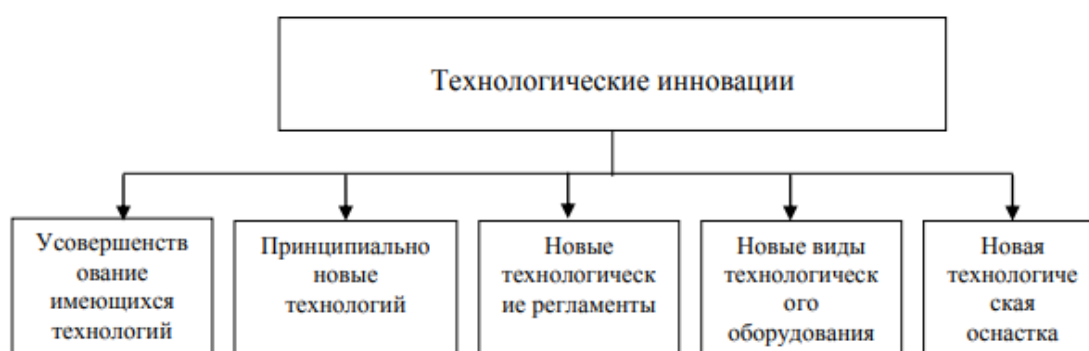 Технологические инновации
Усовершенств
ование
имеющихся
технологий
Принципиально
новые
технологий
Новые
технологическ
ие регламенты
Новые виды
технологическ
ого
оборудования
Новая
технологиче
ская
оснастка